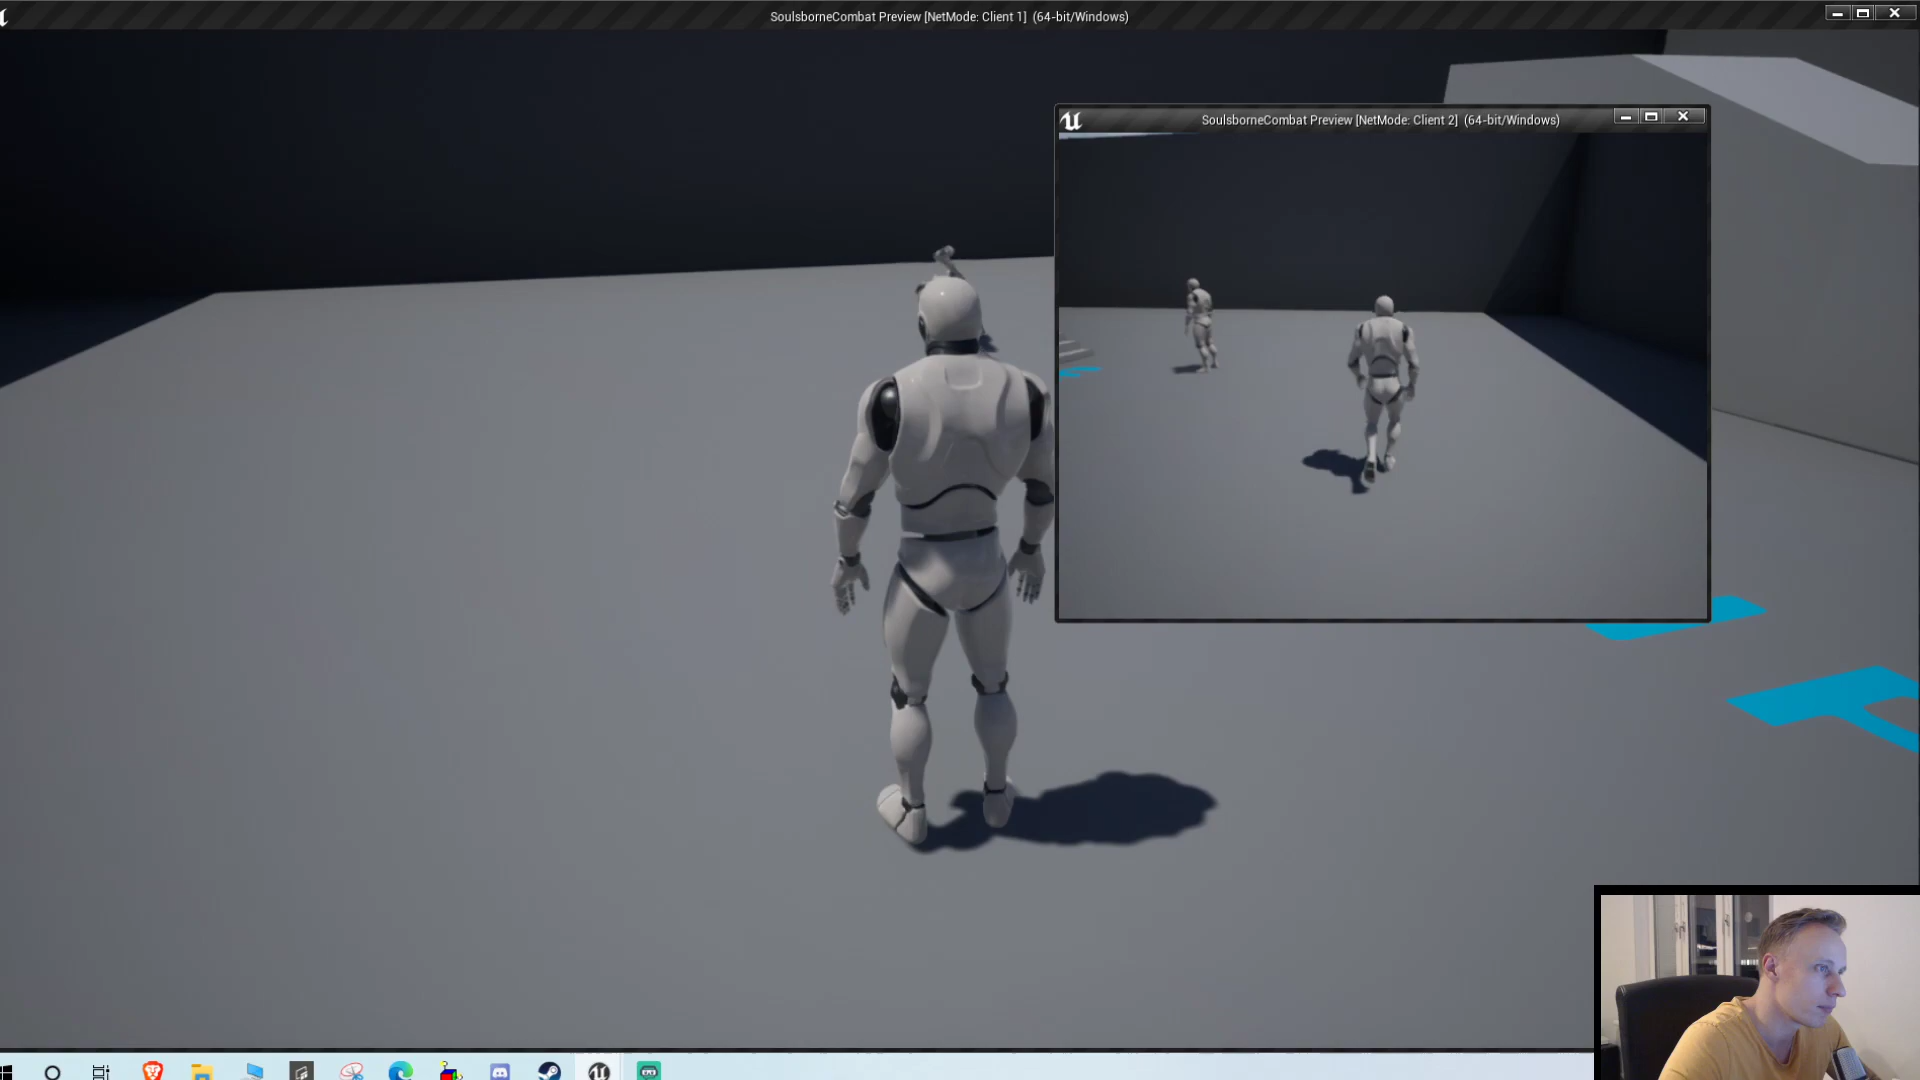 SoulsborneCombat Preview [NetMode: Client 1] (64-bit/Windows)
SoulsborneCombat Preview [NetMode: Client 2] (64-bit/Windows)